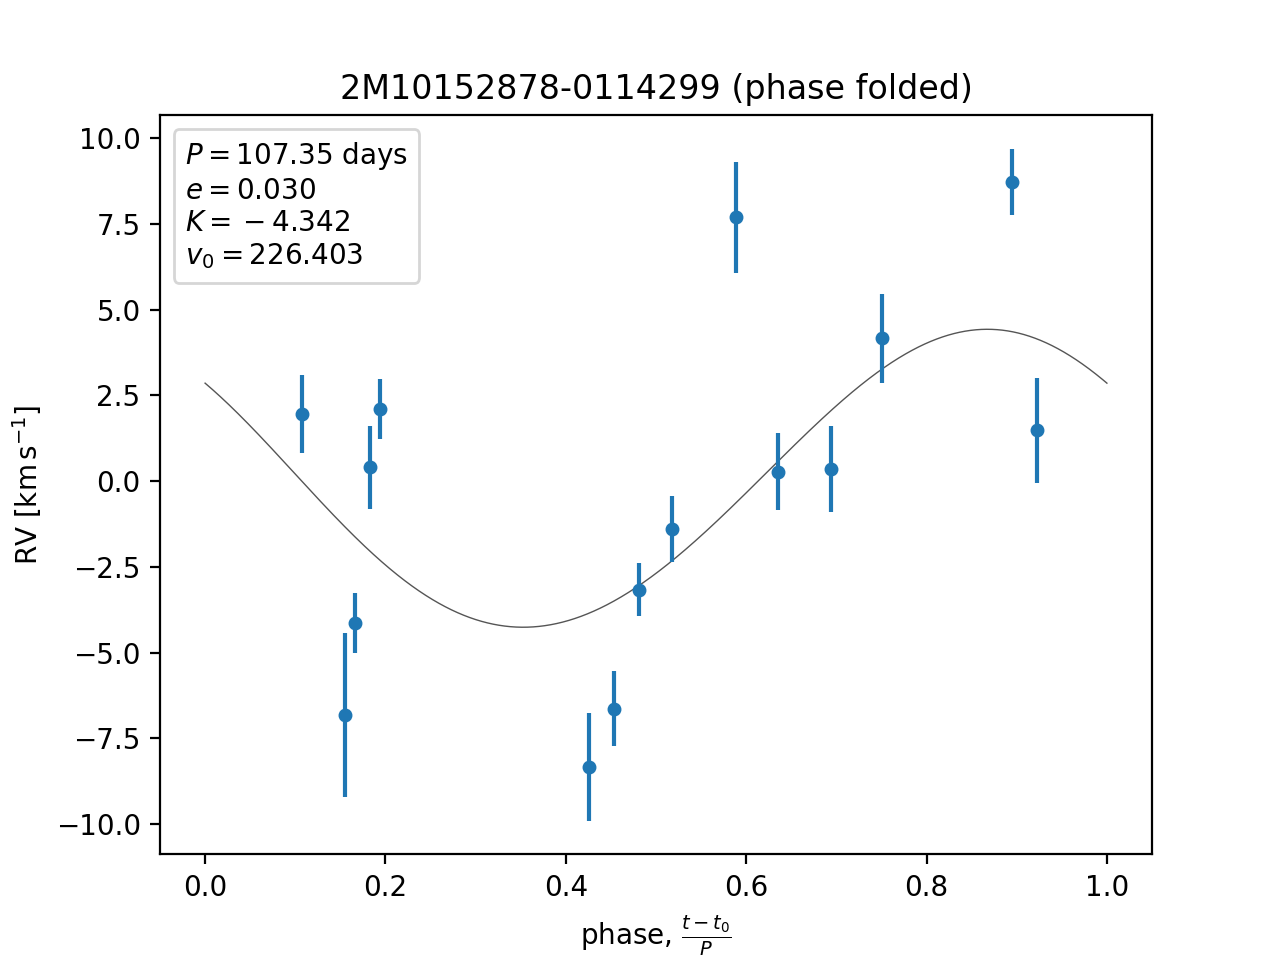 2M10152878-0114299 (phase folded)
P = 107.35 days
e = 0.030
K = −4.342
v₀ = 226.403
10.0
7.5
5.0
2.5
0.0
−2.5
−5.0
−7.5
−10.0
RV [km s⁻¹]
0.0 0.2 0.4 0.6 0.8 1.0
phase, (t − t₀)/P